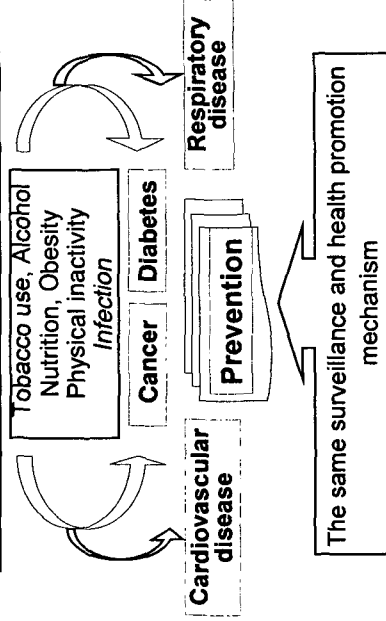 Tobacco use, Alcohol
Nutrition, Obesity
Physical inactivity
Infection
Cancer
Diabetes
Cardiovascular
disease
Respiratory
disease
Prevention
The same surveillance and health promotion
mechanism